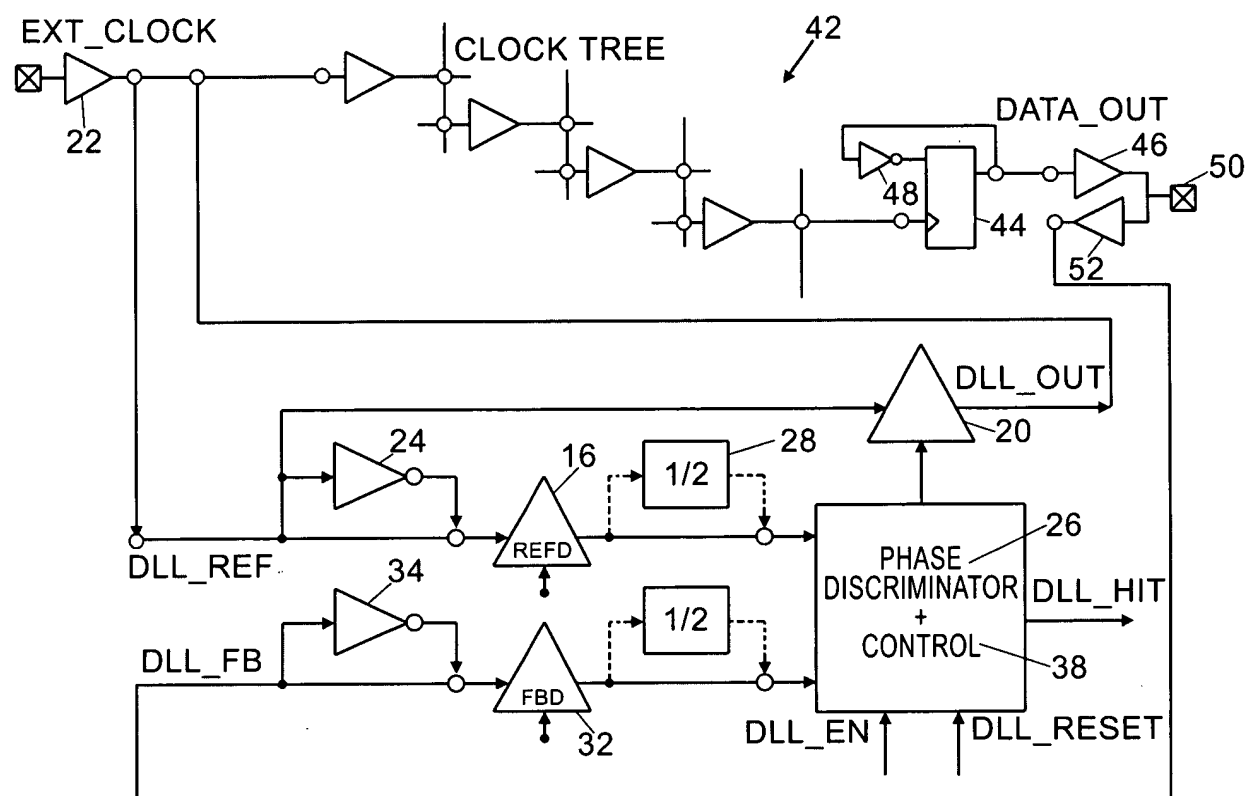 EXT_CLOCK
CLOCK TREE
42
DATA_OUT
22
46
50
48
44
52
DLL_OUT
20
24
16
28
1/2
REFD
DLL_REF
34
PHASE
DISCRIMINATOR
+
CONTROL
26
38
DLL_HIT
1/2
DLL_FB
FBD
32
DLL_EN
DLL_RESET